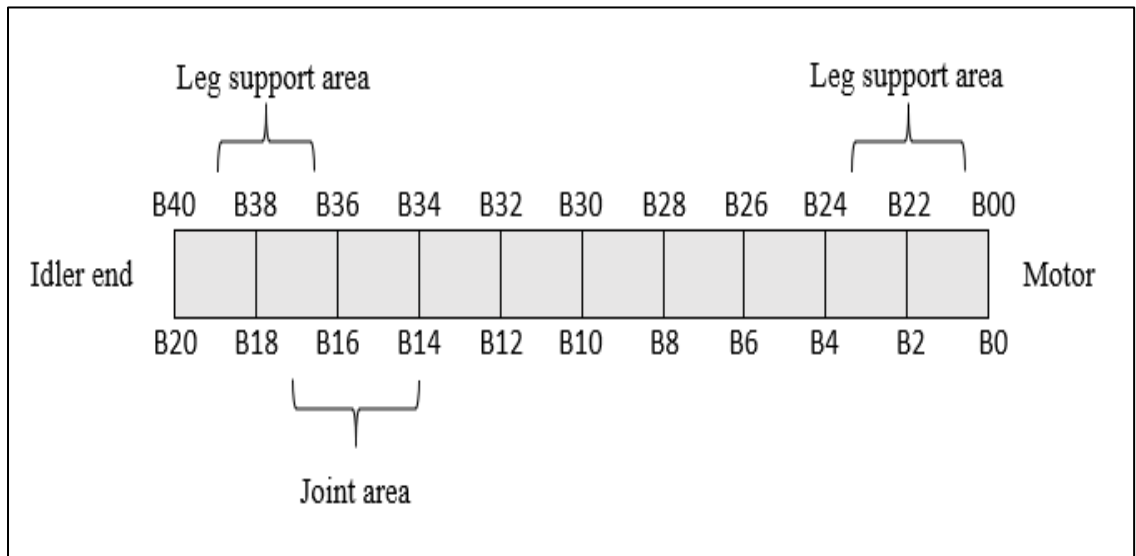 Leg support area
Leg support area
B40 B38 B36 B34 B32 B30 B28 B26 B24 B22 B00
Idler end
Motor
B20 B18 B16 B14 B12 B10 B8 B6 B4 B2 B0
Joint area